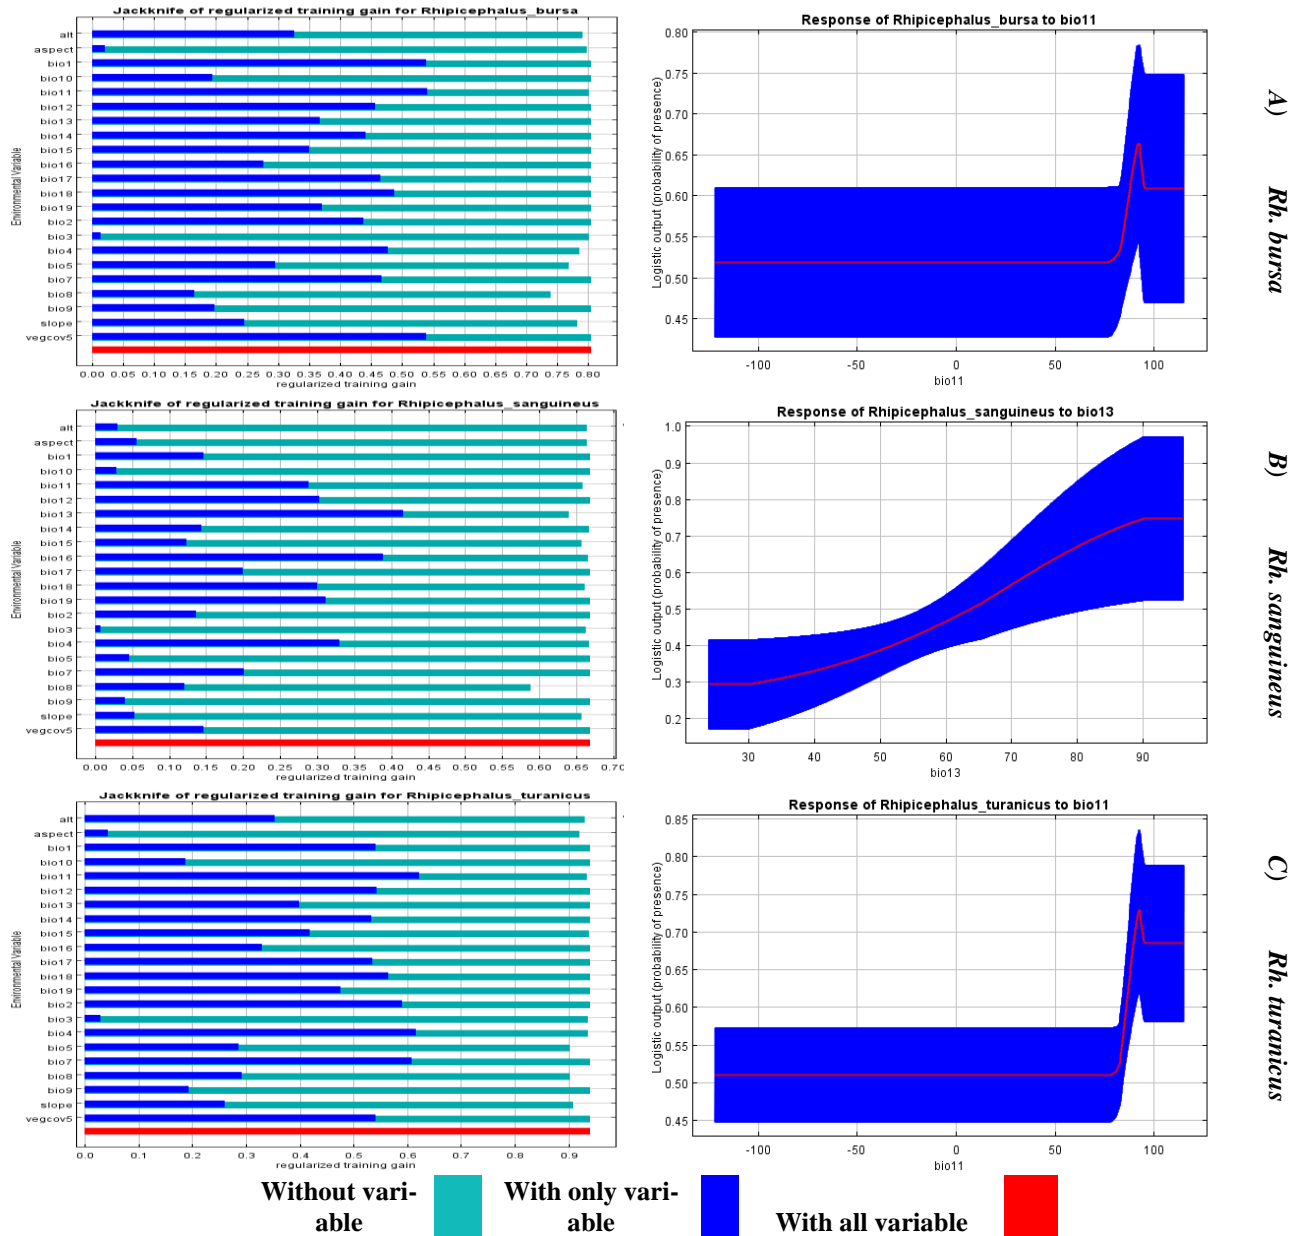 Jackknife of regularized training gain for Rhipicephalus_bursa
Environmental Variable
alt
aspect
bio1
bio10
bio11
bio12
bio13
bio14
bio15
bio16
bio17
bio18
bio19
bio2
bio3
bio4
bio5
bio7
bio8
bio9
slope
vegcov5
0.00 0.05 0.10 0.15 0.20 0.25 0.30 0.35 0.40 0.45 0.50 0.55 0.60 0.65 0.70 0.75 0.80
regularized training gain
Response of Rhipicephalus_bursa to bio11
Logistic output (probability of presence)
0.80
0.75
0.70
0.65
0.60
0.55
0.50
0.45
-100 -50 0 50 100
bio11
A) Rh. bursa
Jackknife of regularized training gain for Rhipicephalus_sanguineus
Environmental Variable
alt
aspect
bio1
bio10
bio11
bio12
bio13
bio14
bio15
bio16
bio17
bio18
bio19
bio2
bio3
bio4
bio5
bio7
bio8
bio9
slope
vegcov5
0.00 0.05 0.10 0.15 0.20 0.25 0.30 0.35 0.40 0.45 0.50 0.55 0.60 0.65 0.70
regularized training gain
Response of Rhipicephalus_sanguineus to bio13
Logistic output (probability of presence)
1.0
0.9
0.8
0.7
0.6
0.5
0.4
0.3
0.2
30 40 50 60 70 80 90
bio13
B) Rh. sanguineus
Jackknife of regularized training gain for Rhipicephalus_turanicus
Environmental Variable
alt
aspect
bio1
bio10
bio11
bio12
bio13
bio14
bio15
bio16
bio17
bio18
bio19
bio2
bio3
bio4
bio5
bio7
bio8
bio9
slope
vegcov5
0.0 0.1 0.2 0.3 0.4 0.5 0.6 0.7 0.8 0.9
regularized training gain
Response of Rhipicephalus_turanicus to bio11
Logistic output (probability of presence)
0.85
0.80
0.75
0.70
0.65
0.60
0.55
0.50
0.45
-100 -50 0 50 100
bio11
C) Rh. turanicus
Without vari-
able
With only vari-
able
With all variable